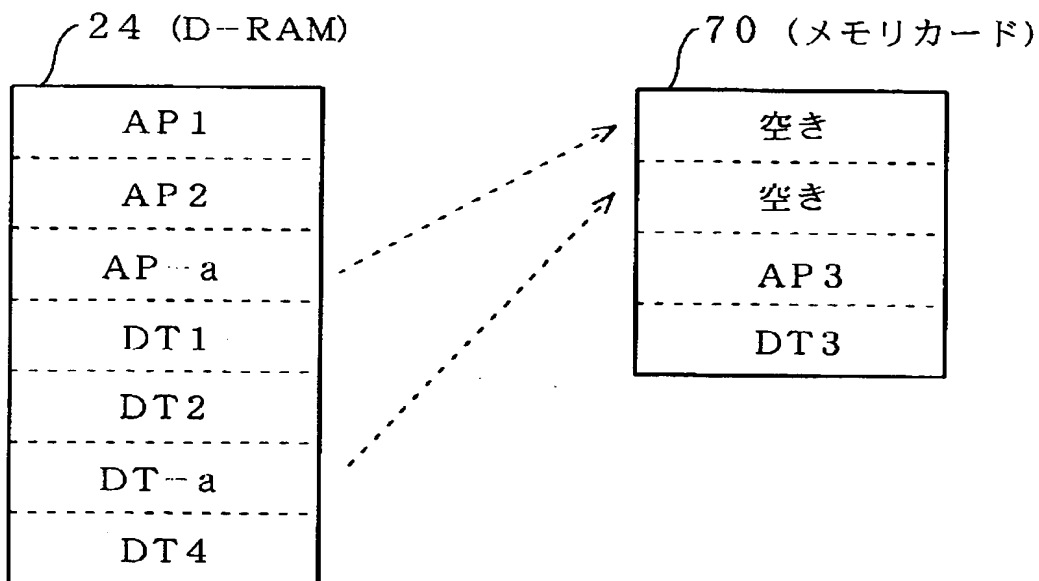 24 (D-RAM)
AP1
AP2
AP-a
DT1
DT2
DT-a
DT4
70 (メモリカード)
空き
空き
AP3
DT3